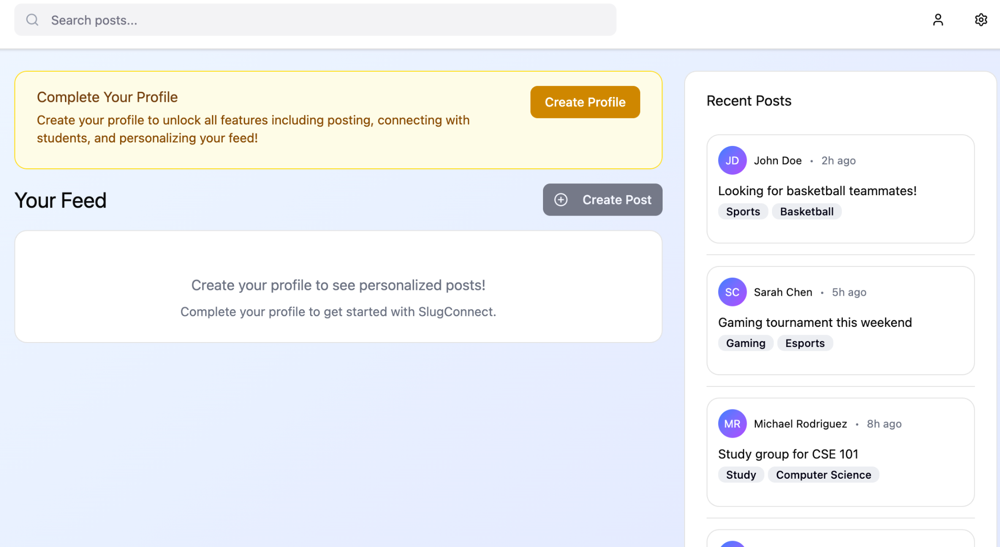 Search posts...
Complete Your Profile
Create Profile
Create your profile to unlock all features including posting, connecting with
students, and personalizing your feed!
Your Feed
Create Post
Create your profile to see personalized posts!
Complete your profile to get started with SlugConnect.
Recent Posts
JD John Doe • 2h ago
Looking for basketball teammates!
Sports Basketball
SC Sarah Chen • 5h ago
Gaming tournament this weekend
Gaming Esports
MR Michael Rodriguez • 8h ago
Study group for CSE 101
Study Computer Science